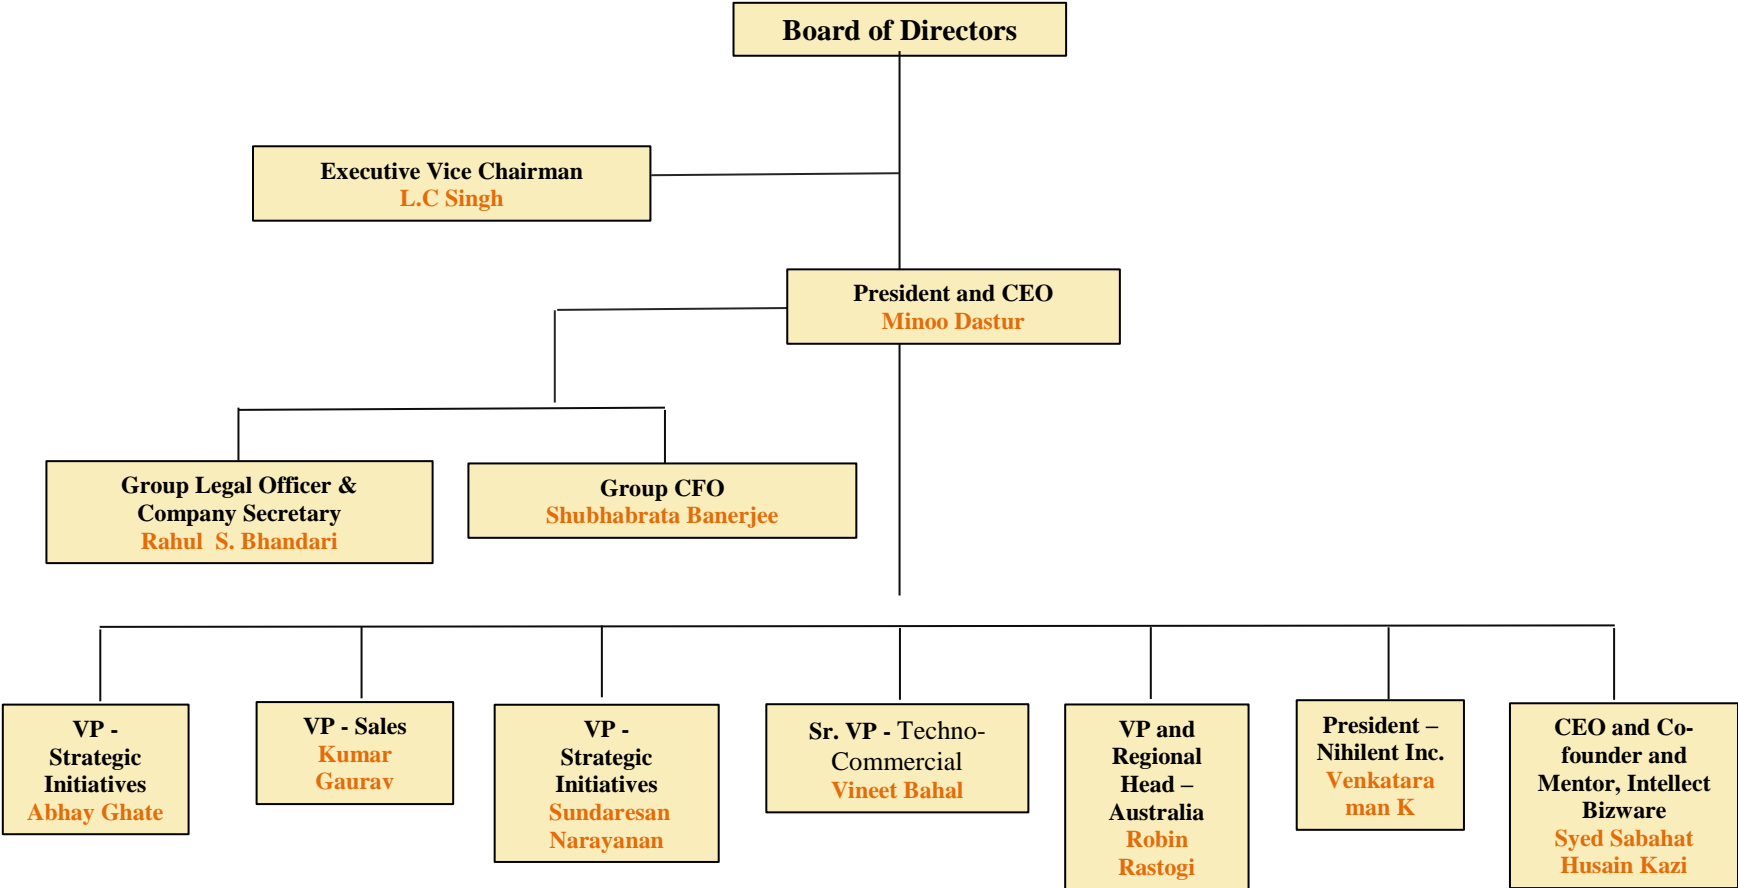 Board of Directors
Executive Vice Chairman
L.C Singh
President and CEO
Minoo Dastur
Group Legal Officer &
Company Secretary
Rahul  S. Bhandari
Group CFO
Shubhabrata Banerjee
VP -
Strategic
Initiatives
Abhay Ghate
VP - Sales
Kumar
Gaurav
VP -
Strategic
Initiatives
Sundaresan
Narayanan
Sr. VP - Techno-
Commercial
Vineet Bahal
VP and
Regional
Head –
Australia
Robin
Rastogi
President –
Nihilent Inc.
Venkatara
man K
CEO and Co-
founder and
Mentor, Intellect
Bizware
Syed Sabahat
Husain Kazi